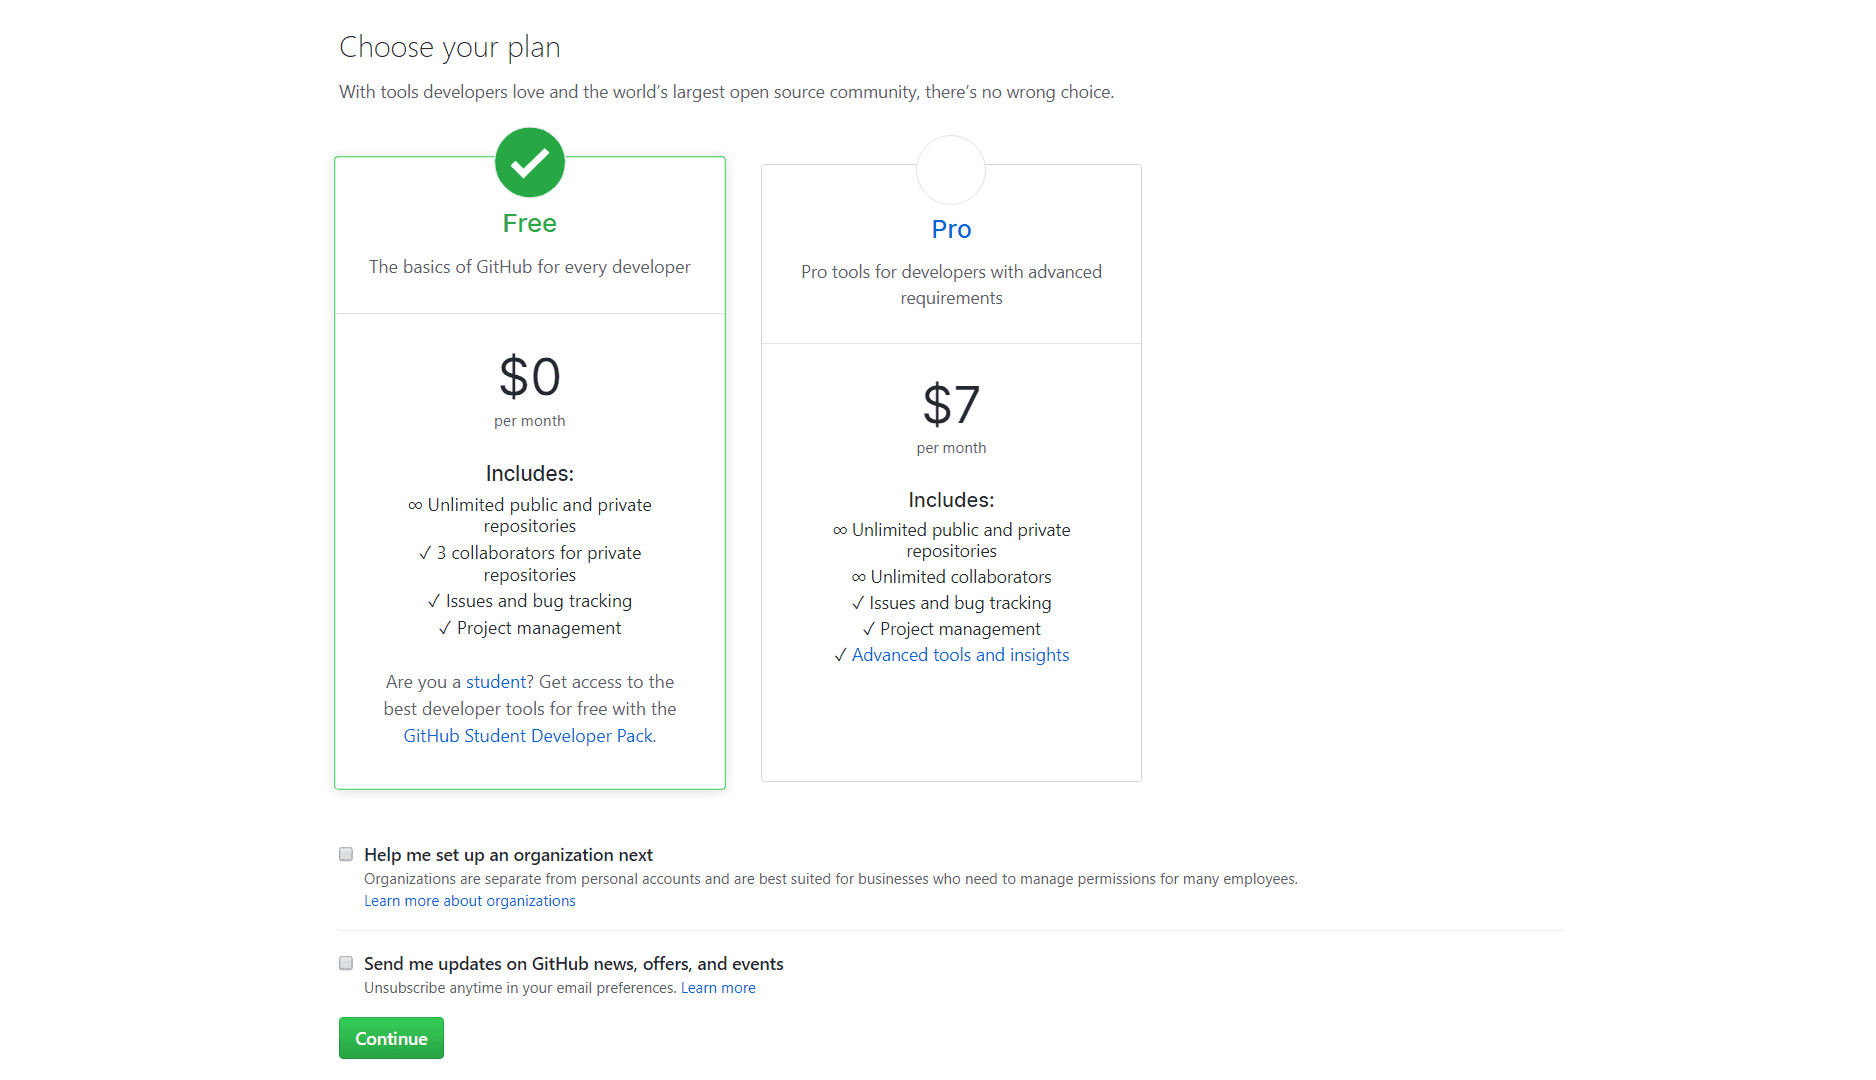 Choose your plan
With tools developers love and the world's largest open source community, there's no wrong choice.
Free
The basics of GitHub for every developer
$0
per month
Includes:
∞ Unlimited public and private
repositories
✓ 3 collaborators for private
repositories
✓ Issues and bug tracking
✓ Project management
Are you a student? Get access to the
best developer tools for free with the
GitHub Student Developer Pack.
Pro
Pro tools for developers with advanced
requirements
$7
per month
Includes:
∞ Unlimited public and private
repositories
∞ Unlimited collaborators
✓ Issues and bug tracking
✓ Project management
✓ Advanced tools and insights
Help me set up an organization next
Organizations are separate from personal accounts and are best suited for businesses who need to manage permissions for many employees.
Learn more about organizations
Send me updates on GitHub news, offers, and events
Unsubscribe anytime in your email preferences. Learn more
Continue